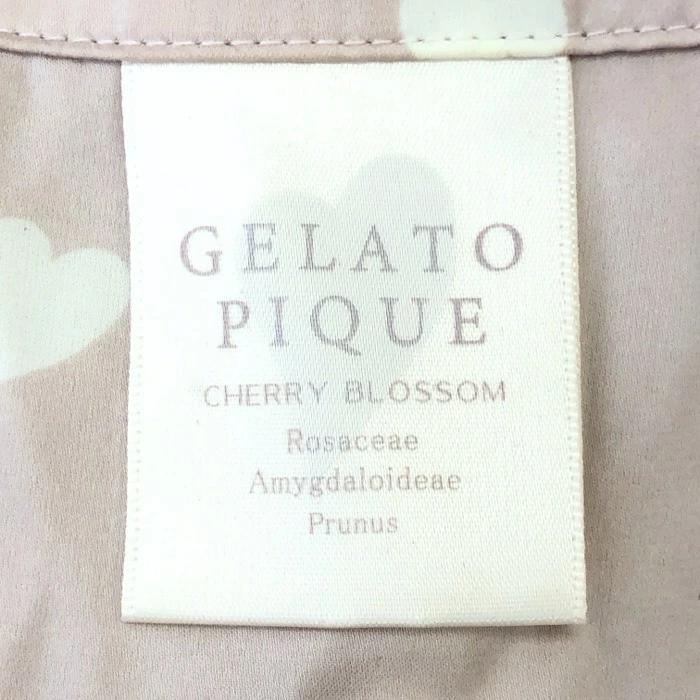 GELATO
PIQUE
CHERRY BLOSSOM
Rosaceae
Amygdaloideae
Prunus